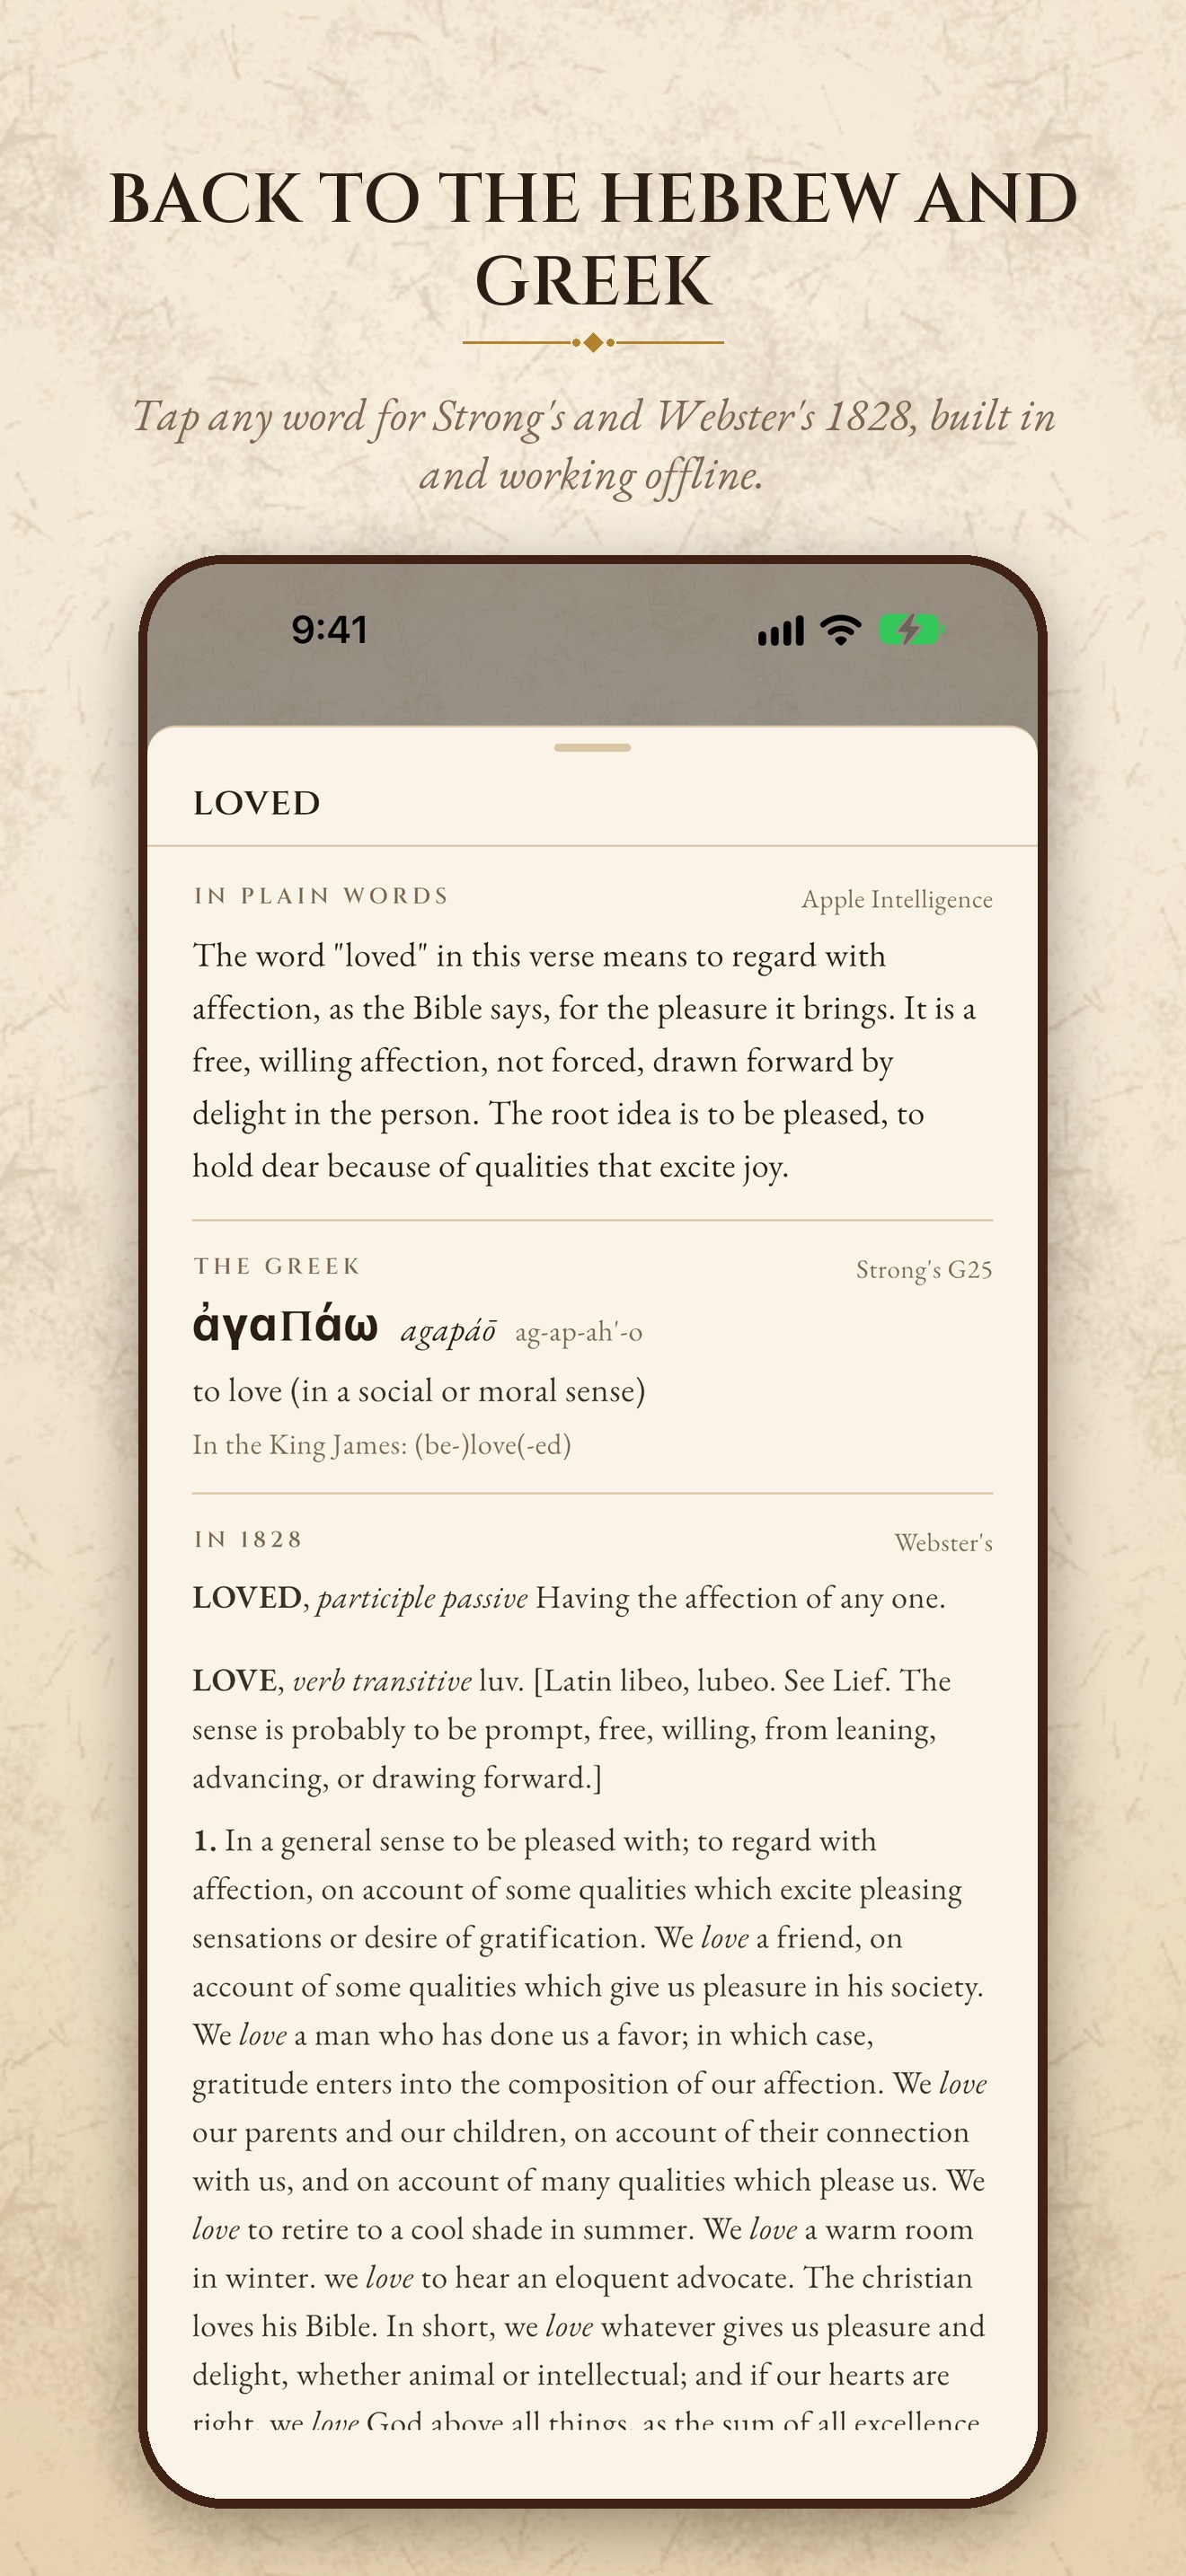 BACK TO THE HEBREW AND
GREEK
Tap any word for Strong's and Webster's 1828, built in
and working offline.
9:41
LOVED
IN PLAIN WORDS Apple Intelligence
The word "loved" in this verse means to regard with
affection, as the Bible says, for the pleasure it brings. It is a
free, willing affection, not forced, drawn forward by
delight in the person. The root idea is to be pleased, to
hold dear because of qualities that excite joy.
THE GREEK Strong's G25
ἀγαΠάω agapáō ag-ap-ah'-o
to love (in a social or moral sense)
In the King James: (be-)love(-ed)
IN 1828 Webster's
LOVED, participle passive Having the affection of any one.
LOVE, verb transitive luv. [Latin libeo, lubeo. See Lief. The
sense is probably to be prompt, free, willing, from leaning,
advancing, or drawing forward.]
1. In a general sense to be pleased with; to regard with
affection, on account of some qualities which excite pleasing
sensations or desire of gratification. We love a friend, on
account of some qualities which give us pleasure in his society.
We love a man who has done us a favor; in which case,
gratitude enters into the composition of our affection. We love
our parents and our children, on account of their connection
with us, and on account of many qualities which please us. We
love to retire to a cool shade in summer. We love a warm room
in winter. we love to hear an eloquent advocate. The christian
loves his Bible. In short, we love whatever gives us pleasure and
delight, whether animal or intellectual; and if our hearts are
right, we love God above all things, as the sum of all excellence